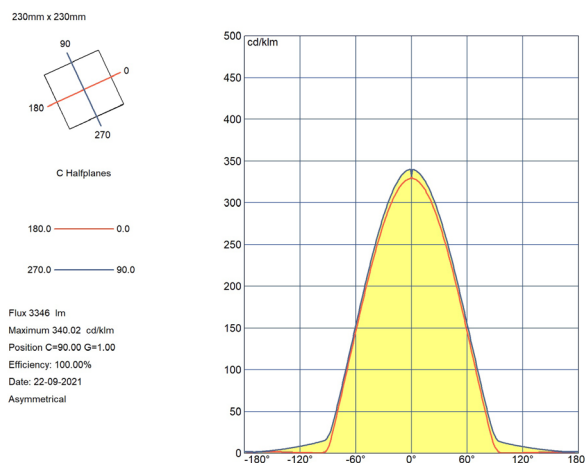 230mm x 230mm
90
0
180
270
C Halfplanes
180.0 0.0
270.0 90.0
Flux 3346 lm
Maximum 340.02 cd/klm
Position C=90.00 G=1.00
Efficiency: 100.00%
Date: 22-09-2021
Asymmetrical
500
cd/klm
450
400
350
300
250
200
150
100
50
0
-180° -120° -60° 0° 60° 120° 180°